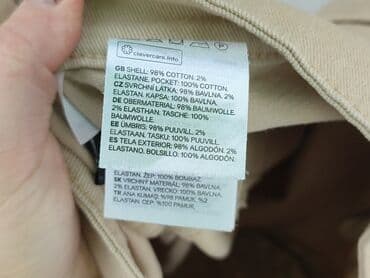 clevercare.info
GB SHELL: 98% COTTON, 2%
ELASTANE. POCKET: 100% COTTON.
CZ SVRCHNÍ LÁTKA: 98% BAVLNA, 2%
ELASTAN. KAPSA: 100% BAVLNA.
DE OBERMATERIAL: 98% BAUMWOLLE,
2% ELASTHAN. TASCHE: 100%
BAUMWOLLE.
EE ÜMBRIS: 98% PUUVILL, 2%
ELASTAAN. TASKU: 100% PUUVILL.
ES TELA EXTERIOR: 98% ALGODÓN, 2%
ELASTANO. BOLSILLO: 100% ALGODÓN.
ELASTAN. ŽEP: 100% BOMBAŽ.
SK VRCHNÝ MATERIÁL: 98% BAVLNA,
2% ELASTAN. VRECKO: 100% BAVLNA.
TR ANA KUMAŞ: %98 PAMUK, %2
ELASTAN. CEP: %100 PAMUK.